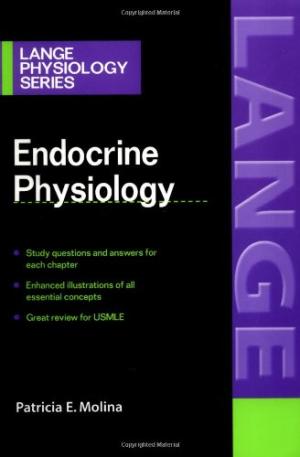 LANGE
PHYSIOLOGY
SERIES
LANGE
Endocrine
Physiology
Study questions and answers for
each chapter
Enhanced illustrations of all
essential concepts
Great review for USMLE
Patricia E. Molina